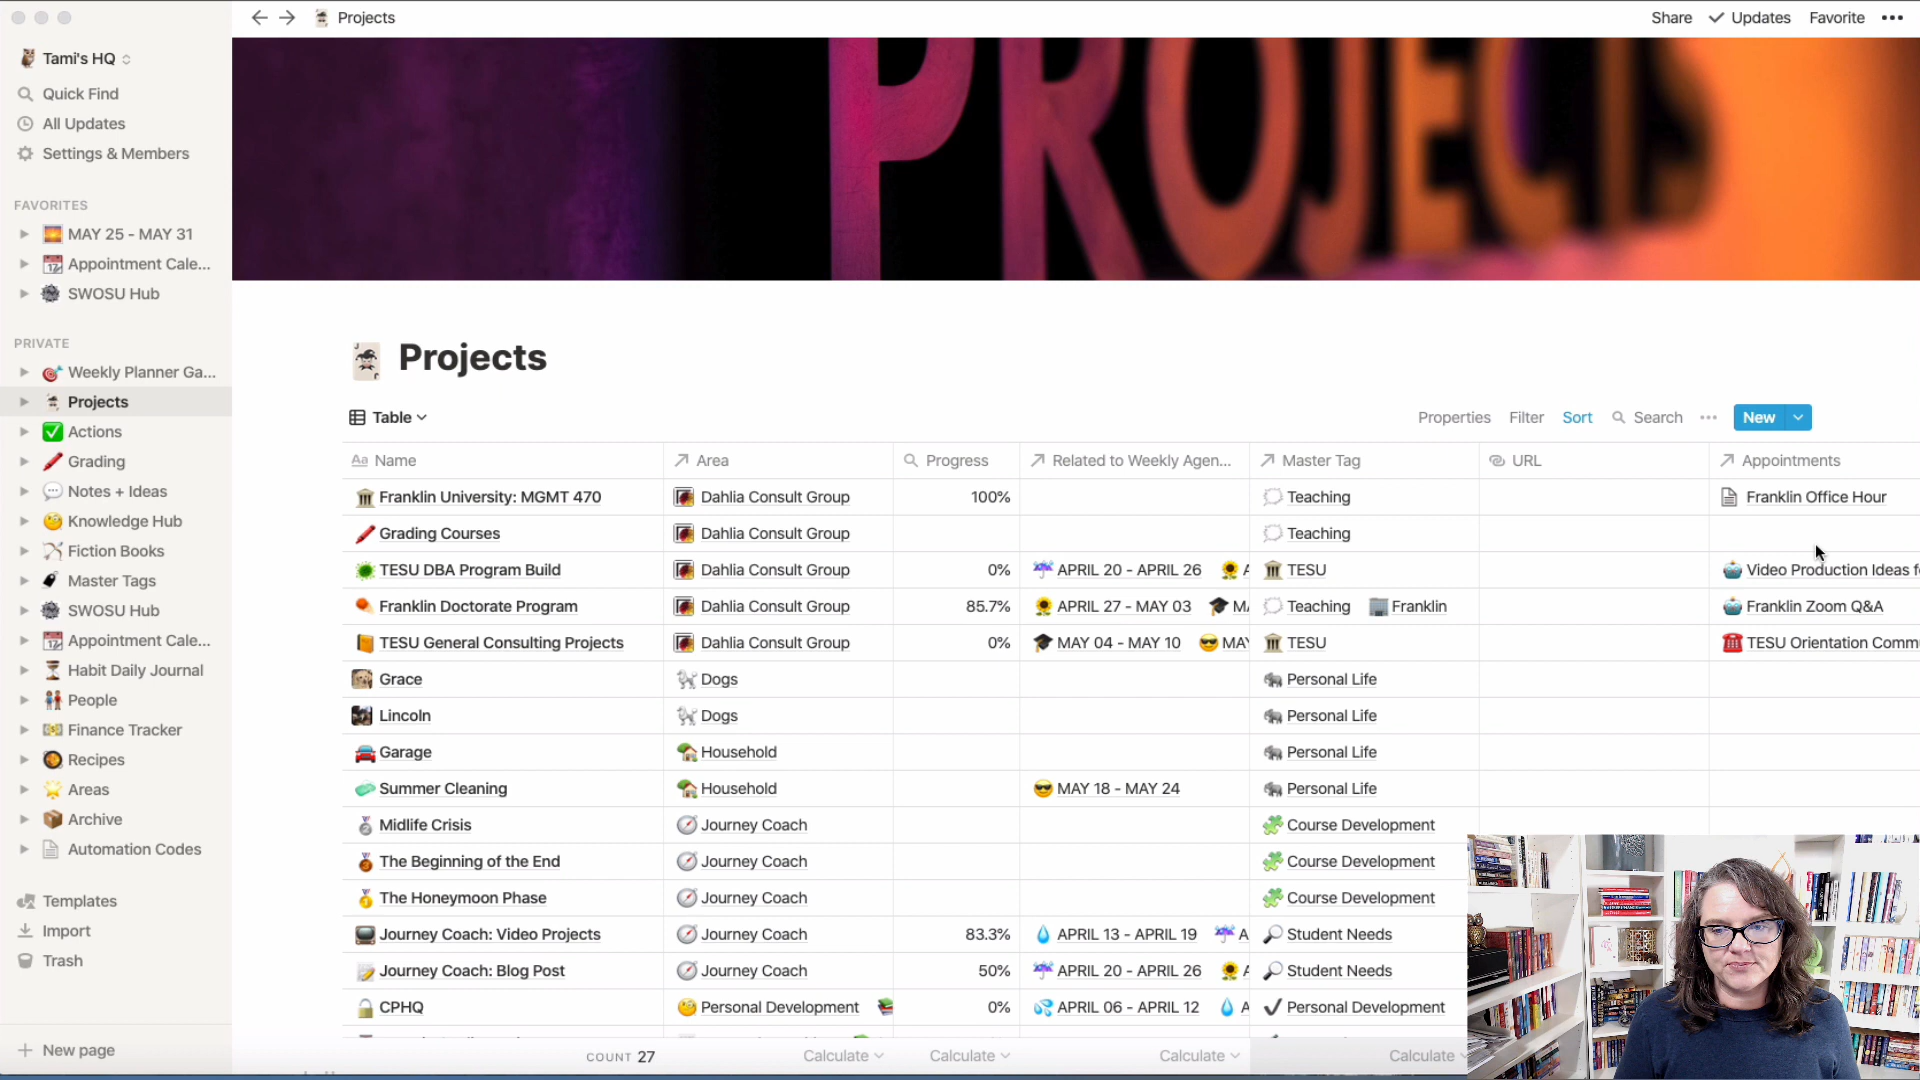 Projects
Share
Updates
Favorite
Tami's HQ
Quick Find
All Updates
Settings & Members
FAVORITES
MAY 25 - MAY 31
Appointment Cale...
SWOSU Hub
PRIVATE
Weekly Planner Ga...
Projects
Actions
Grading
Notes + Ideas
Knowledge Hub
Fiction Books
Master Tags
SWOSU Hub
Appointment Cale...
Habit Daily Journal
People
Finance Tracker
Recipes
Areas
Archive
Automation Codes
Templates
Import
Trash
New page
PROJECTS
Projects
Table
Properties Filter Sort Search New
Aa Name Area Progress Related to Weekly Agen... Master Tag URL Appointments
Franklin University: MGMT 470 Dahlia Consult Group 100% Teaching Franklin Office Hour
Grading Courses Dahlia Consult Group Teaching
TESU DBA Program Build Dahlia Consult Group 0% APRIL 20 - APRIL 26 A TESU Video Production Ideas f
Franklin Doctorate Program Dahlia Consult Group 85.7% APRIL 27 - MAY 03 MA Teaching Franklin Franklin Zoom Q&A
TESU General Consulting Projects Dahlia Consult Group 0% MAY 04 - MAY 10 MAY TESU TESU Orientation Comm
Grace Dogs Personal Life
Lincoln Dogs Personal Life
Garage Household Personal Life
Summer Cleaning Household MAY 18 - MAY 24 Personal Life
Midlife Crisis Journey Coach Course Development
The Beginning of the End Journey Coach Course Development
The Honeymoon Phase Journey Coach Course Development
Journey Coach: Video Projects Journey Coach 83.3% APRIL 13 - APRIL 19 A Student Needs
Journey Coach: Blog Post Journey Coach 50% APRIL 20 - APRIL 26 A Student Needs
CPHQ Personal Development 0% APRIL 06 - APRIL 12 A Personal Development
COUNT 27 Calculate Calculate Calculate Calculate